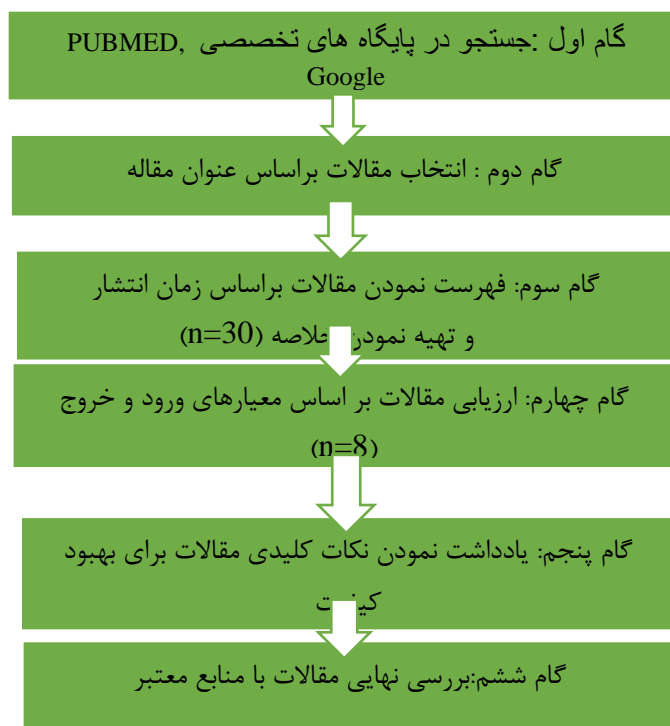 گام اول :جستجو در پایگاه های تخصصی PUBMED,
Google
گام دوم : انتخاب مقالات براساس عنوان مقاله
گام سوم: فهرست نمودن مقالات براساس زمان انتشار
و تهیه نمودن (n=30)
گام چهارم: ارزیابی مقالات بر اساس معیارهای ورود و خروج
(n=8)
گام پنجم: یادداشت نمودن نکات کلیدی مقالات برای بهبود
گام ششم:بررسی نهایی مقالات با منابع معتبر